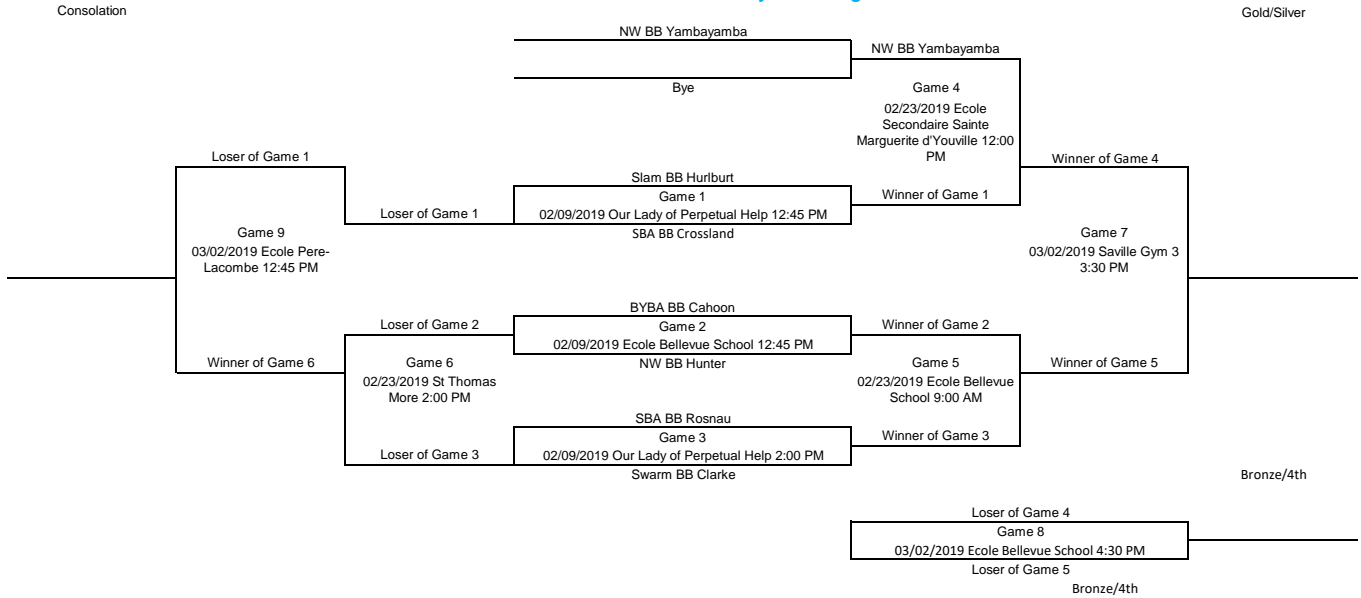 Consolation
Gold/Silver
NW BB Yambayamba
NW BB Yambayamba
Bye
Game 4
02/23/2019 Ecole
Secondaire Sainte
Marguerite d'Youville 12:00
PM
Loser of Game 1
Winner of Game 4
Slam BB Hurlburt
Game 1
Winner of Game 1
Loser of Game 1
02/09/2019 Our Lady of Perpetual Help 12:45 PM
SBA BB Crossland
Game 9
03/02/2019 Ecole Pere-
Lacombe 12:45 PM
Game 7
03/02/2019 Saville Gym 3
3:30 PM
BYBA BB Cahoon
Loser of Game 2
Game 2
Winner of Game 2
02/09/2019 Ecole Bellevue School 12:45 PM
NW BB Hunter
Winner of Game 6
Game 6
02/23/2019 St Thomas
More 2:00 PM
Game 5
02/23/2019 Ecole Bellevue
School 9:00 AM
Winner of Game 5
SBA BB Rosnau
Game 3
Winner of Game 3
Loser of Game 3
02/09/2019 Our Lady of Perpetual Help 2:00 PM
Swarm BB Clarke
Bronze/4th
Loser of Game 4
Game 8
03/02/2019 Ecole Bellevue School 4:30 PM
Loser of Game 5
Bronze/4th